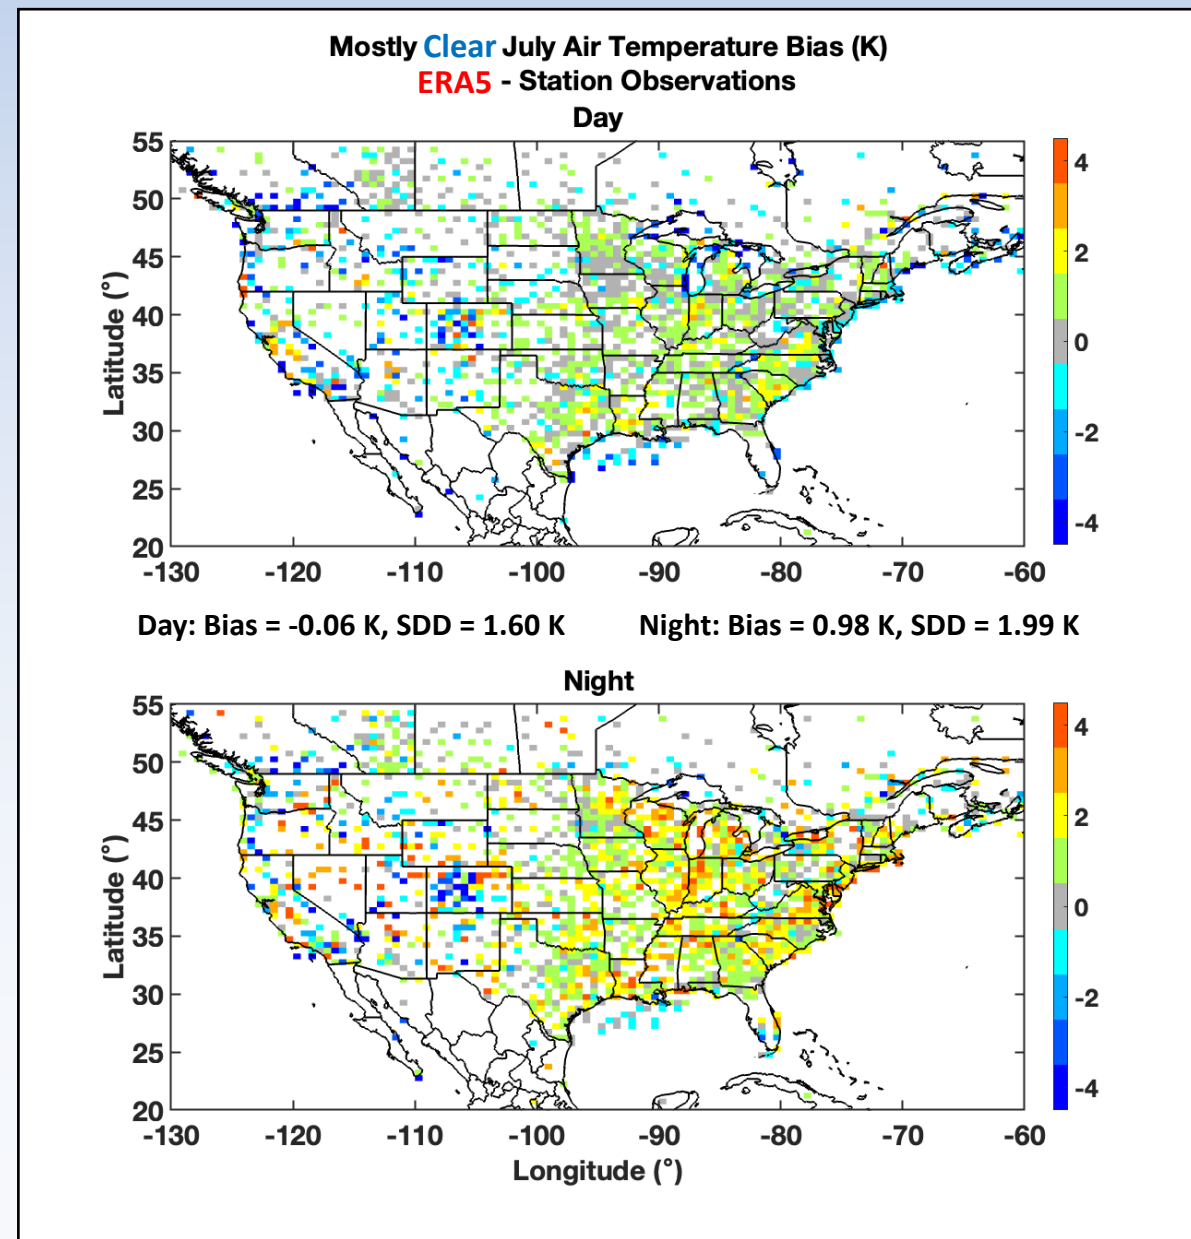 Mostly Clear July Air Temperature Bias (K)
ERA5 - Station Observations
Day
55
50
45
40
35
30
25
20
Latitude (°)
-130 -120 -110 -100 -90 -80 -70 -60
4
2
0
-2
-4
Day: Bias = -0.06 K, SDD = 1.60 K Night: Bias = 0.98 K, SDD = 1.99 K
Night
55
50
45
40
35
30
25
20
Latitude (°)
-130 -120 -110 -100 -90 -80 -70 -60
Longitude (°)
4
2
0
-2
-4